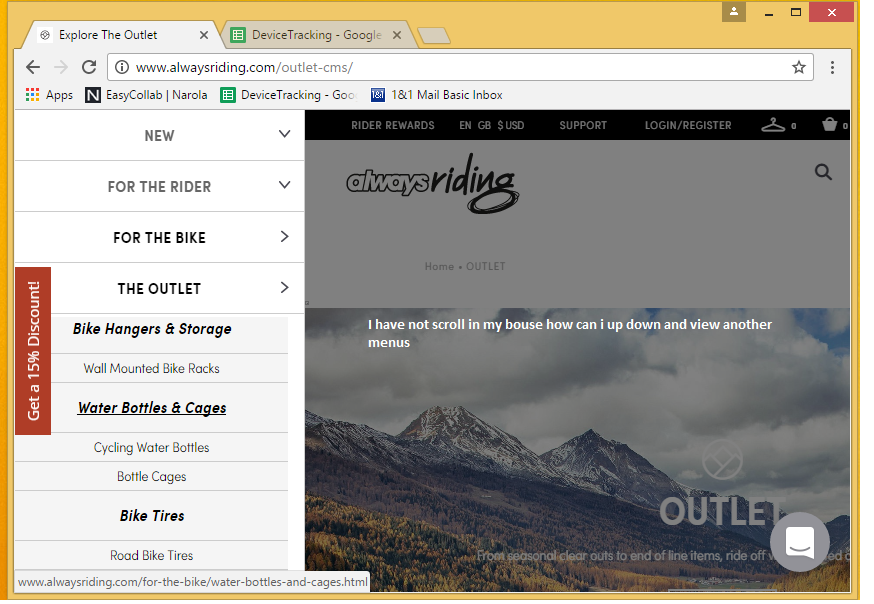 Explore The Outlet
DeviceTracking - Google
www.alwaysriding.com/outlet-cms/
Apps
N EasyCollab | Narola
DeviceTracking - Goo
1&1 1&1 Mail Basic Inbox
NEW
FOR THE RIDER
FOR THE BIKE
THE OUTLET
Get a 15% Discount!
Bike Hangers & Storage
Wall Mounted Bike Racks
Water Bottles & Cages
Cycling Water Bottles
Bottle Cages
Bike Tires
Road Bike Tires
www.alwaysriding.com/for-the-bike/water-bottles-and-cages.html
RIDER REWARDS EN GB $ USD SUPPORT LOGIN/REGISTER 0 0
alwaysriding
Home • OUTLET
I have not scroll in my bouse how can i up down and view another
menus
OUTLET
From seasonal clear outs to end of line items, ride off